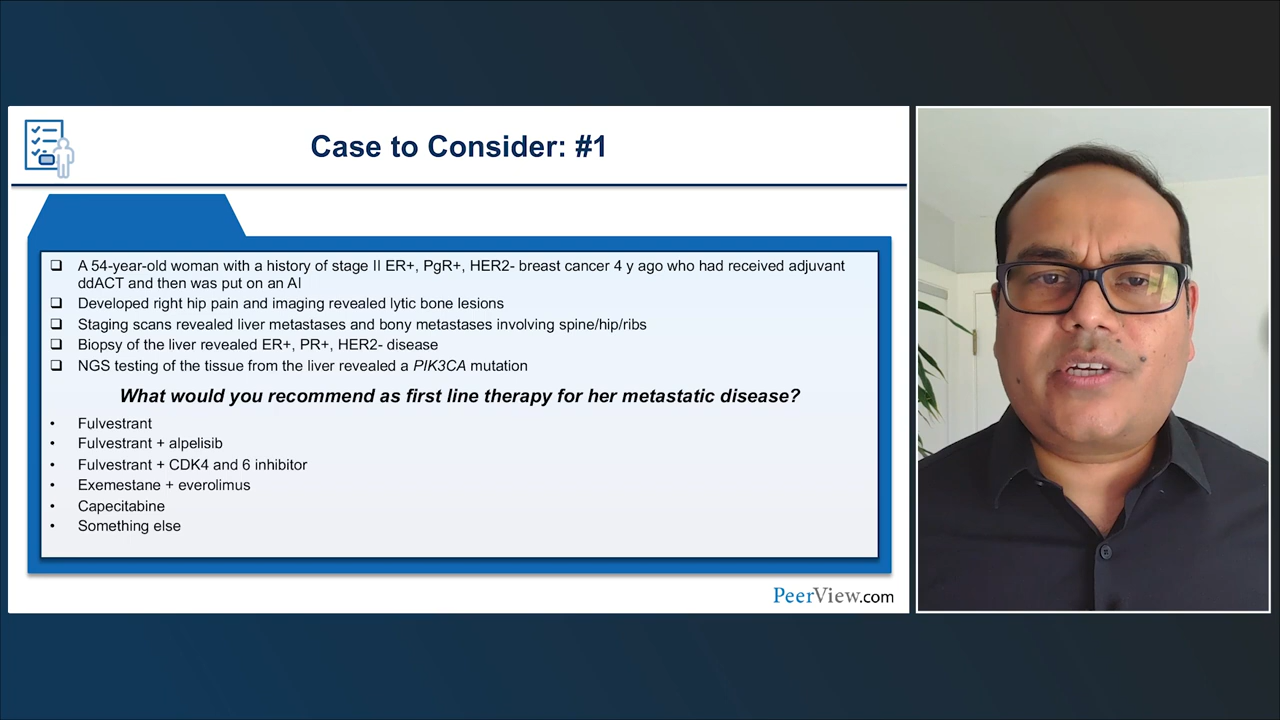 Case to Consider: #1
A 54-year-old woman with a history of stage II ER+, PgR+, HER2- breast cancer 4 y ago who had received adjuvant
ddACT and then was put on an AI
Developed right hip pain and imaging revealed lytic bone lesions
Staging scans revealed liver metastases and bony metastases involving spine/hip/ribs
Biopsy of the liver revealed ER+, PR+, HER2- disease
NGS testing of the tissue from the liver revealed a PIK3CA mutation
What would you recommend as first line therapy for her metastatic disease?
• Fulvestrant
• Fulvestrant + alpelisib
• Fulvestrant + CDK4 and 6 inhibitor
• Exemestane + everolimus
• Capecitabine
• Something else
PeerView.com